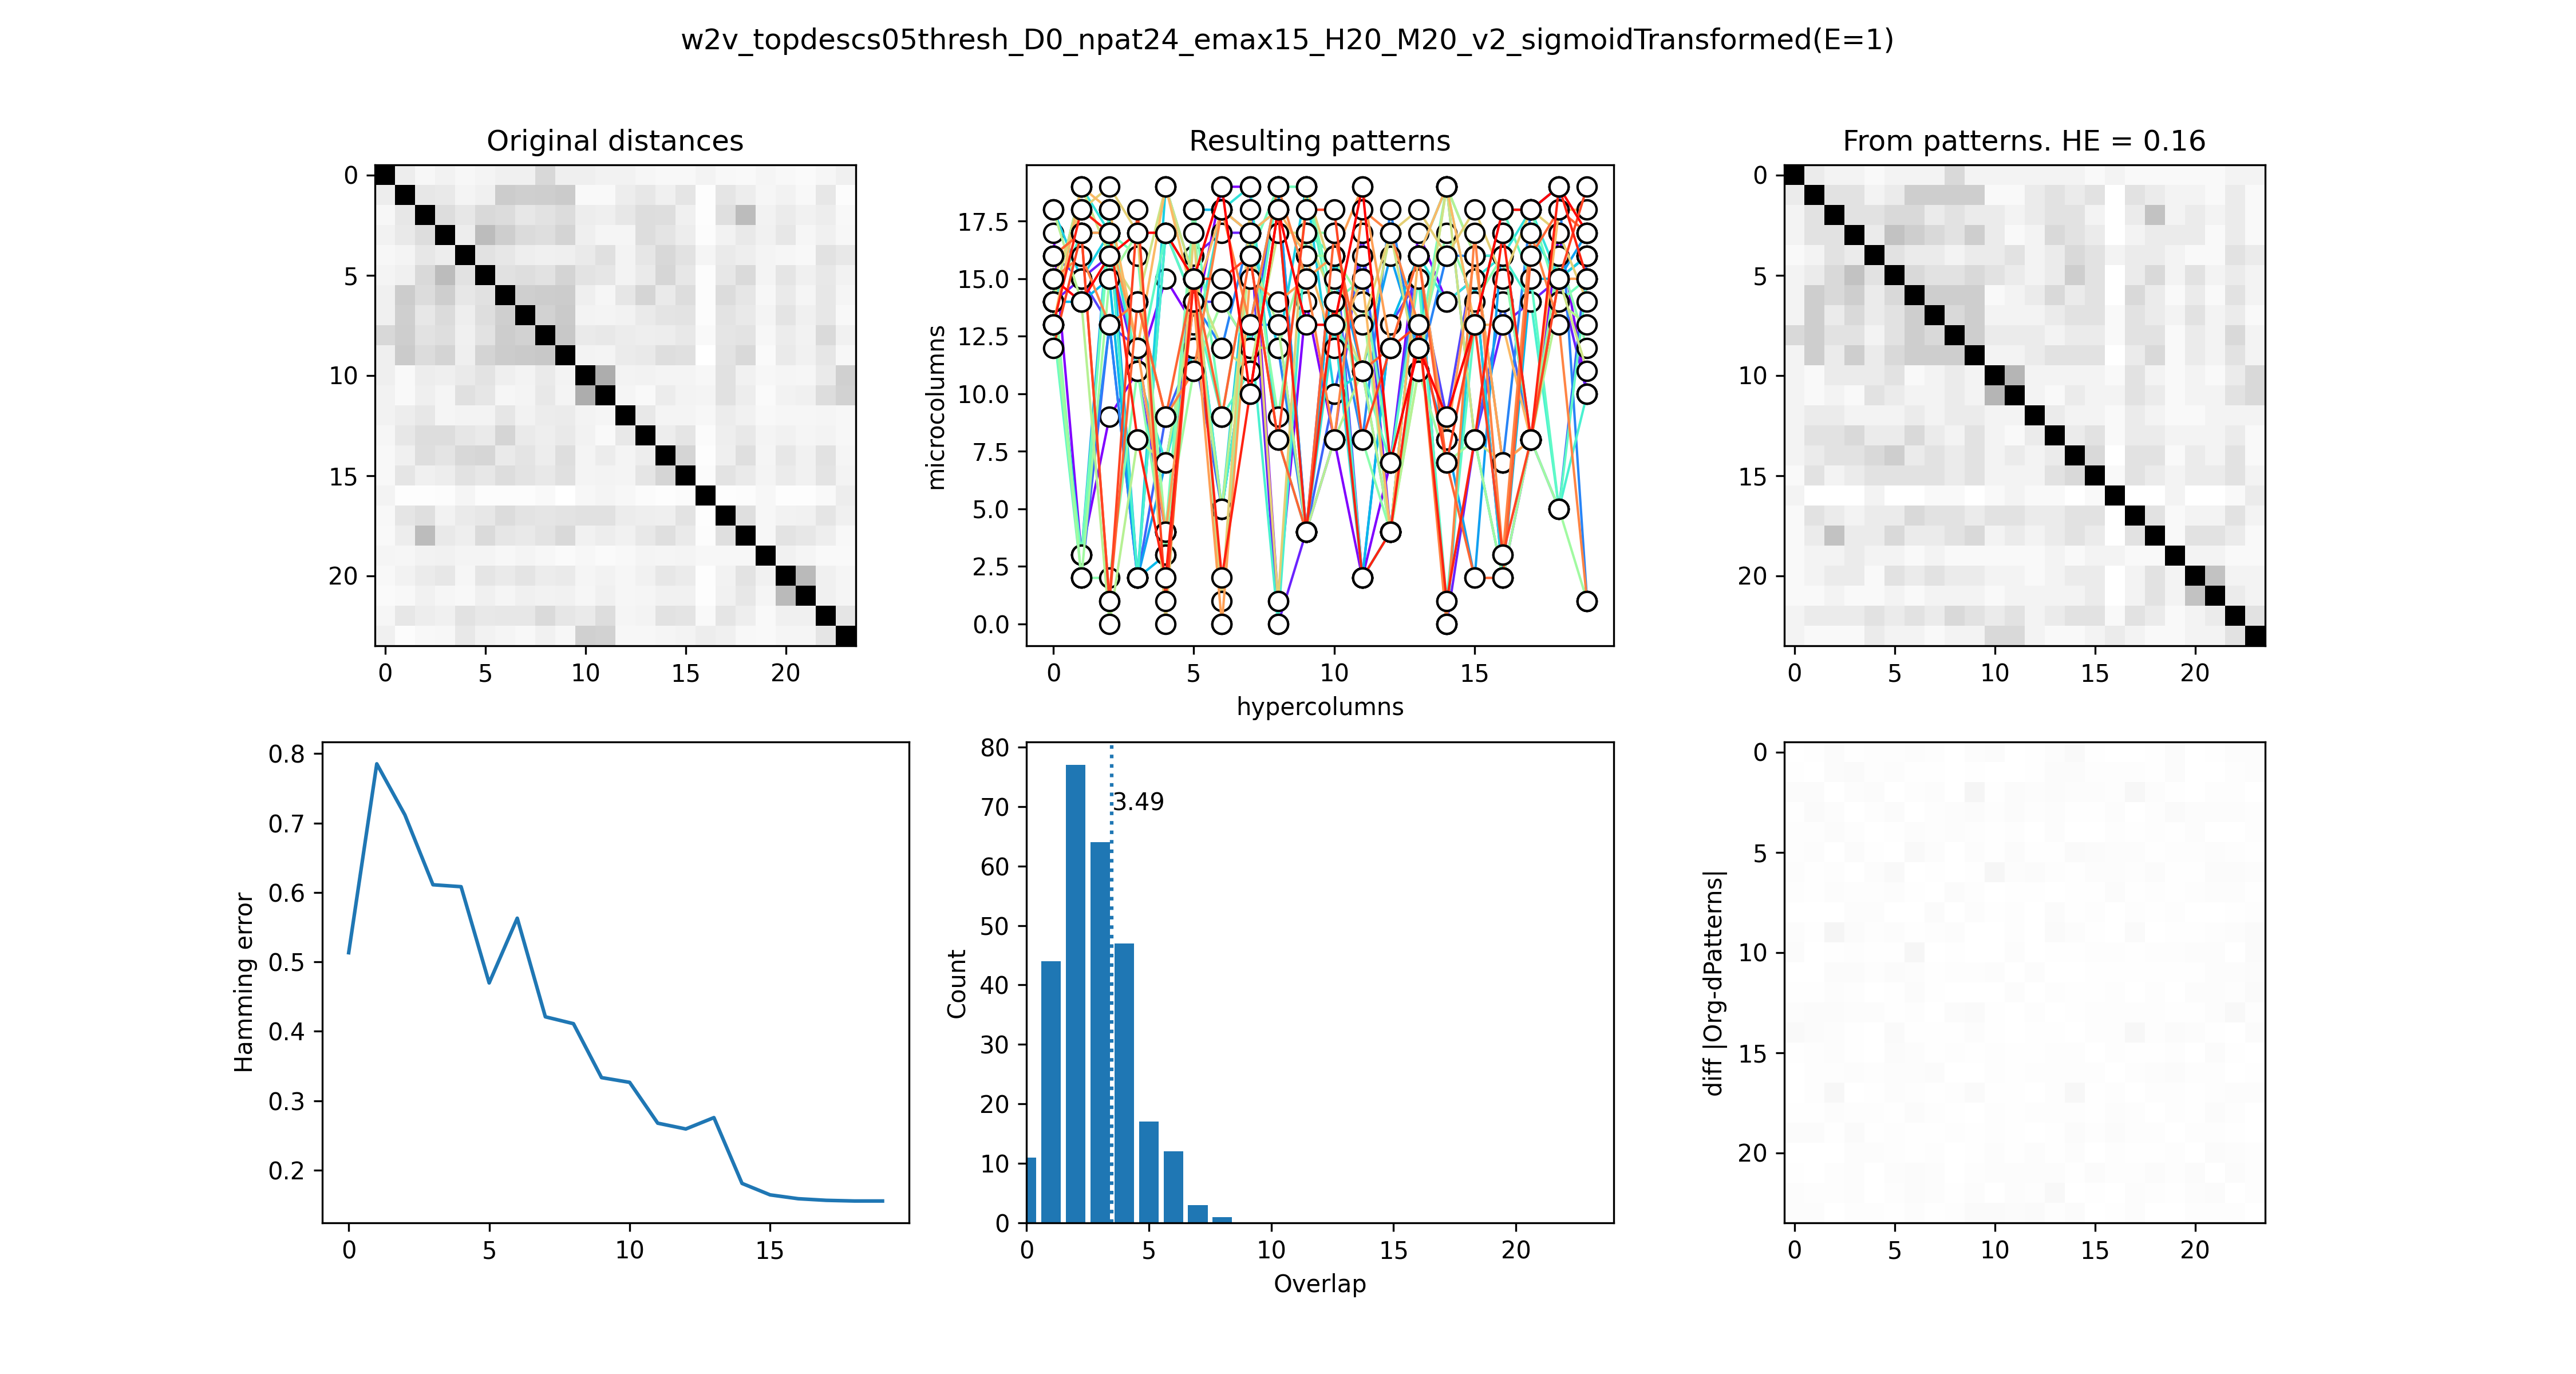 w2v_topdescs05thresh_D0_npat24_emax15_H20_M20_v2_sigmoidTransformed(E=1)
Original distances
0
5
10
15
20
0 5 10 15 20
Resulting patterns
microcolumns
17.5
15.0
12.5
10.0
7.5
5.0
2.5
0.0
0 5 10 15
hypercolumns
From patterns. HE = 0.16
0
5
10
15
20
0 5 10 15 20
Hamming error
0.8
0.7
0.6
0.5
0.4
0.3
0.2
0 5 10 15
Count
80
70
60
50
40
30
20
10
0
3.49
0 5 10 15 20
Overlap
diff |Org-dPatterns|
0
5
10
15
20
0 5 10 15 20